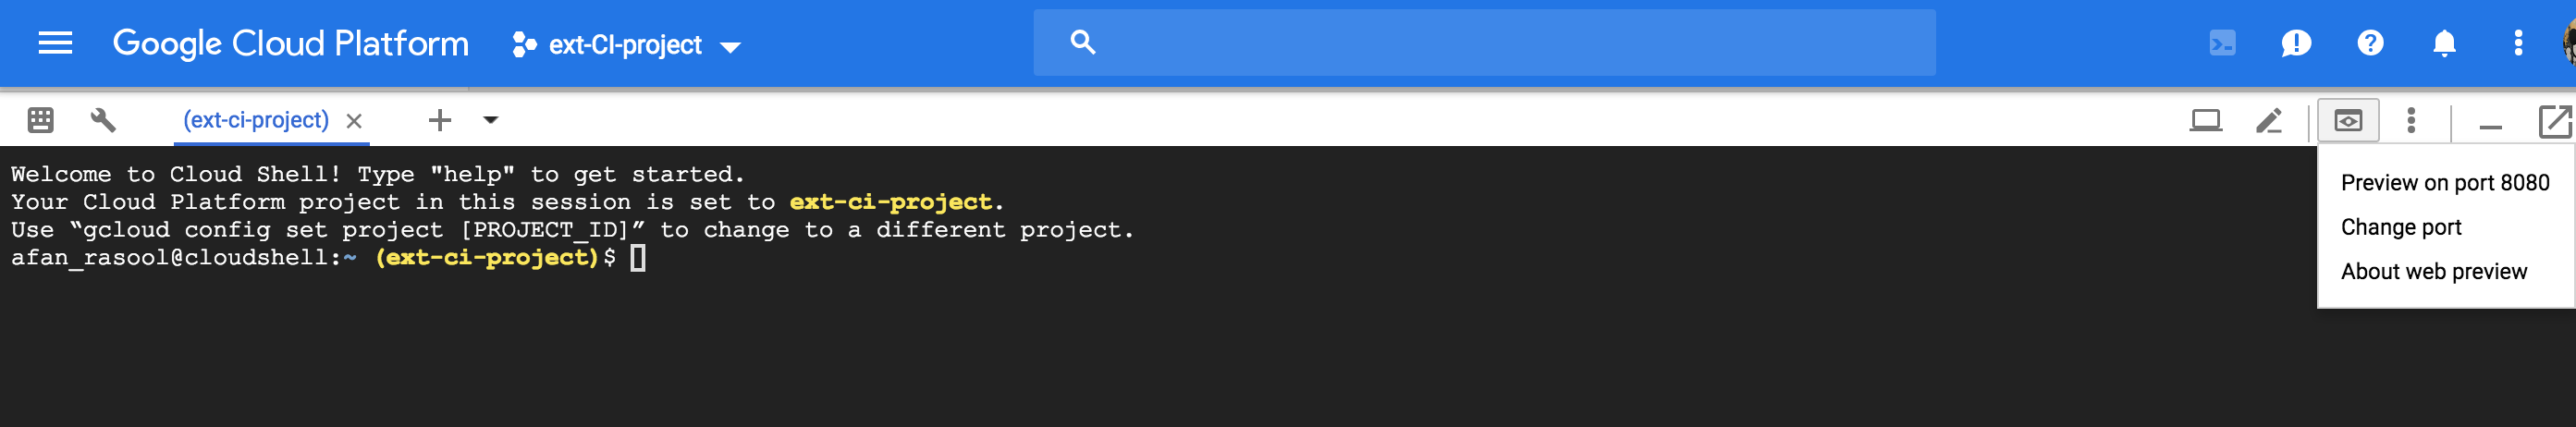 Google Cloud Platform ext-CI-project
(ext-ci-project)
Welcome to Cloud Shell! Type "help" to get started.
Your Cloud Platform project in this session is set to ext-ci-project.
Use “gcloud config set project [PROJECT_ID]” to change to a different project.
afan_rasool@cloudshell:~ (ext-ci-project)$
Preview on port 8080
Change port
About web preview